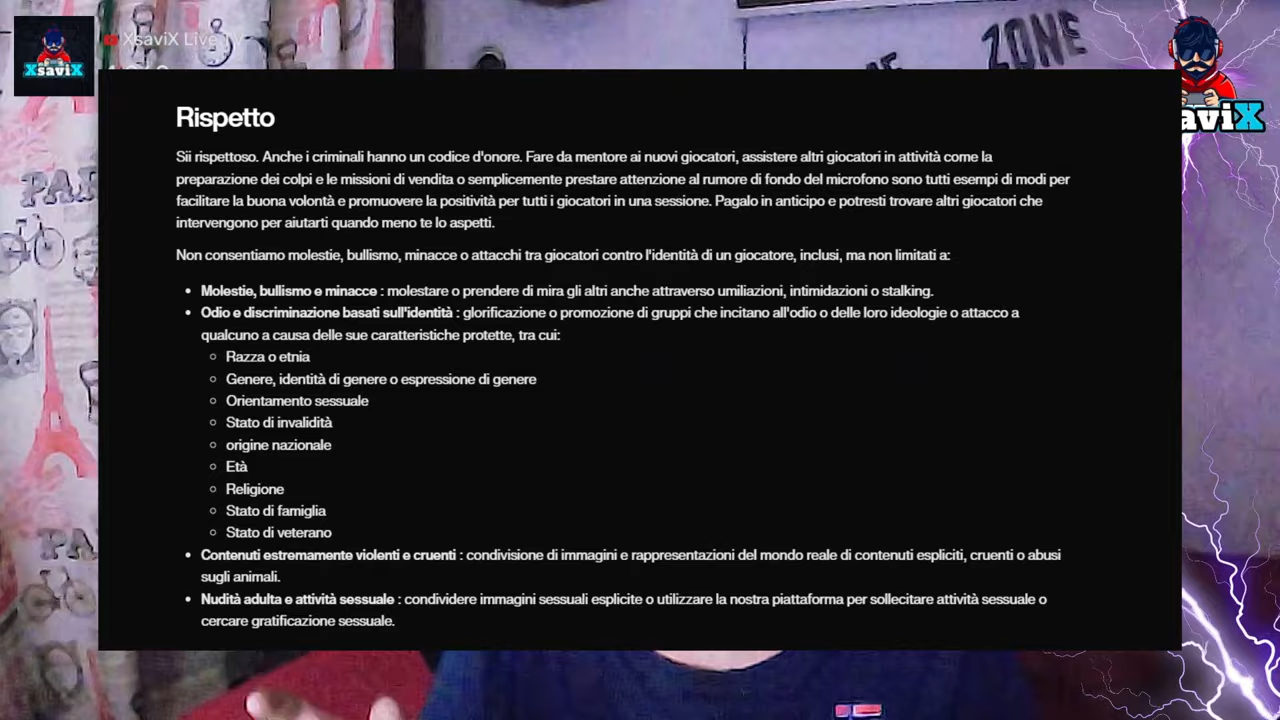 XsaviX Live TV
XsaviX
ZONE
aviX
Rispetto
Sii rispettoso. Anche i criminali hanno un codice d'onore. Fare da mentore ai nuovi giocatori, assistere altri giocatori in attività come la
preparazione dei colpi e le missioni di vendita o semplicemente prestare attenzione al rumore di fondo del microfono sono tutti esempi di modi per
facilitare la buona volontà e promuovere la positività per tutti i giocatori in una sessione. Pagalo in anticipo e potresti trovare altri giocatori che
intervengono per aiutarti quando meno te lo aspetti.
Non consentiamo molestie, bullismo, minacce o attacchi tra giocatori contro l'identità di un giocatore, inclusi, ma non limitati a:
• Molestie, bullismo e minacce : molestare o prendere di mira gli altri anche attraverso umiliazioni, intimidazioni o stalking.
• Odio e discriminazione basati sull'identità : glorificazione o promozione di gruppi che incitano all'odio o delle loro ideologie o attacco a
qualcuno a causa delle sue caratteristiche protette, tra cui:
◦ Razza o etnia
◦ Genere, identità di genere o espressione di genere
◦ Orientamento sessuale
◦ Stato di invalidità
◦ origine nazionale
◦ Età
◦ Religione
◦ Stato di famiglia
◦ Stato di veterano
• Contenuti estremamente violenti e cruenti : condivisione di immagini e rappresentazioni del mondo reale di contenuti espliciti, cruenti o abusi
sugli animali.
• Nudità adulta e attività sessuale : condividere immagini sessuali esplicite o utilizzare la nostra piattaforma per sollecitare attività sessuale o
cercare gratificazione sessuale.
PAR
PA